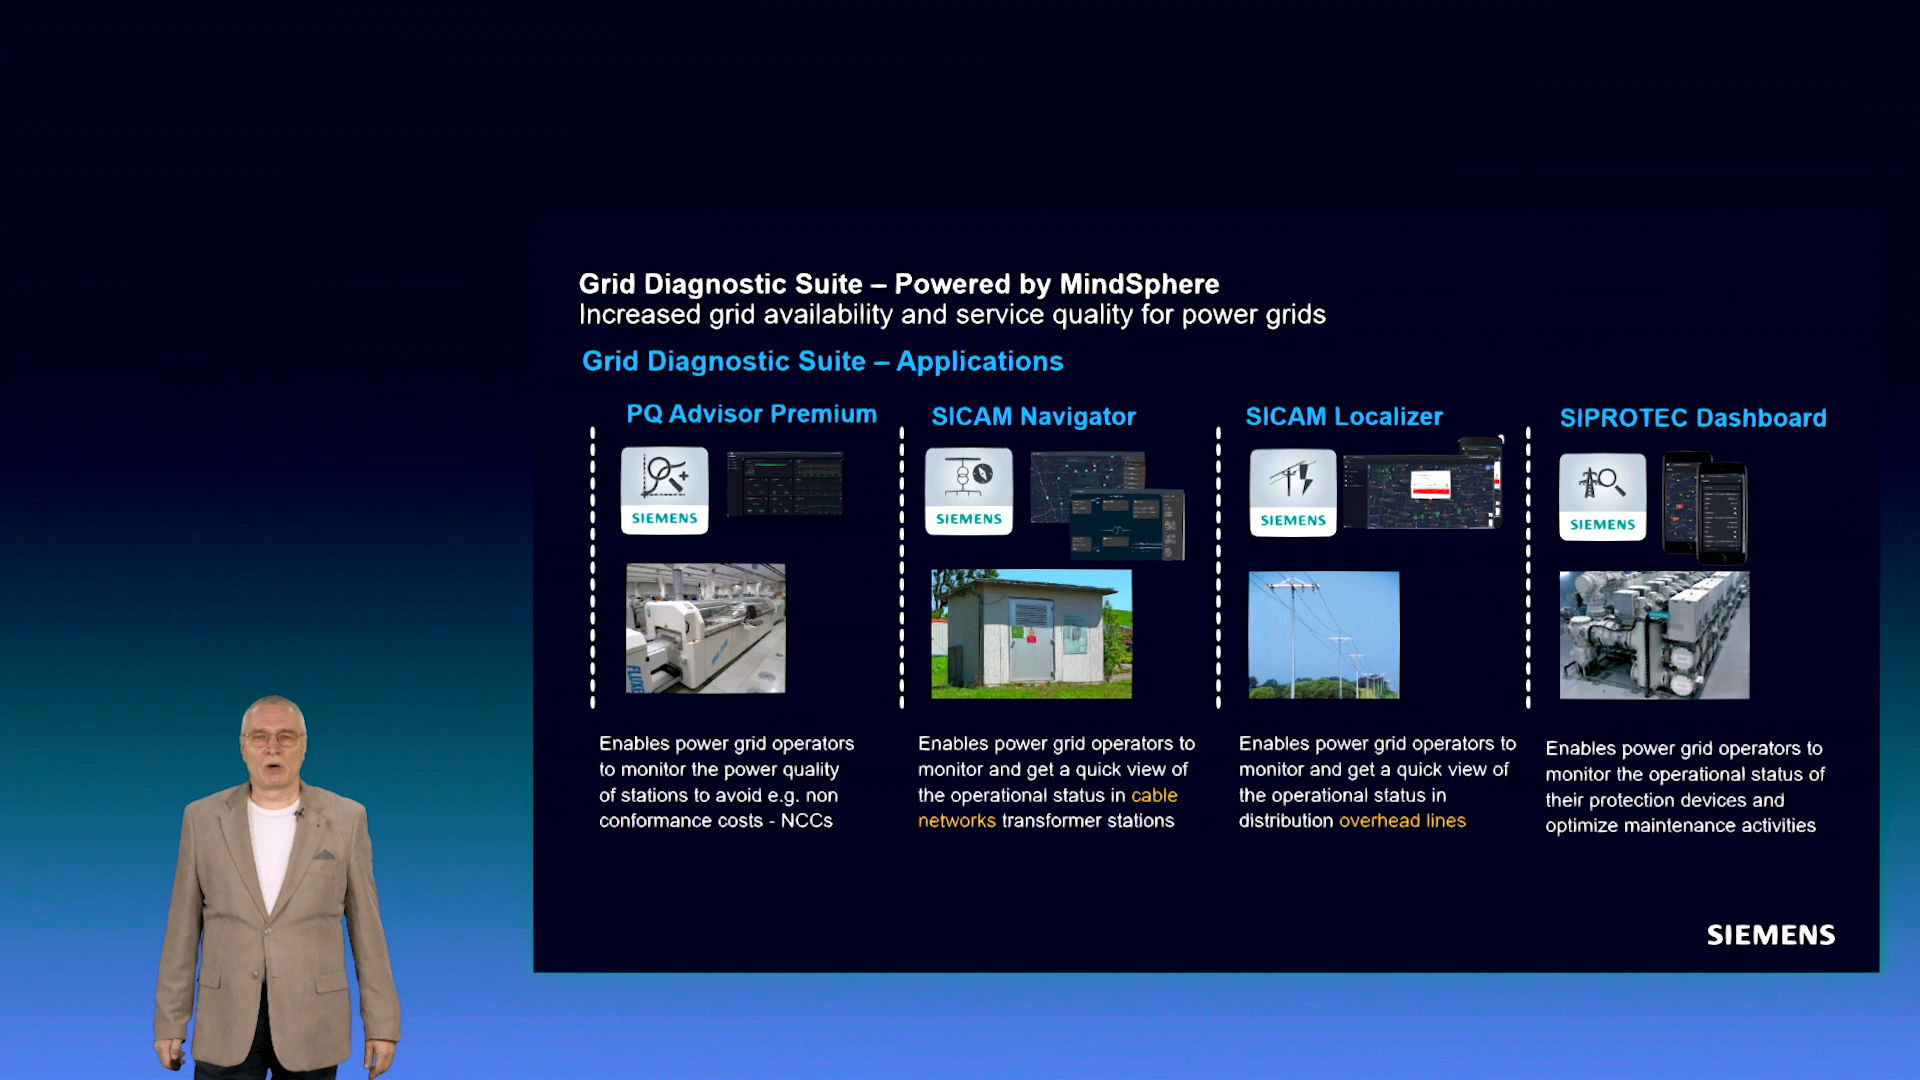 Grid Diagnostic Suite – Powered by MindSphere
Increased grid availability and service quality for power grids
Grid Diagnostic Suite – Applications
PQ Advisor Premium
SIEMENS
Enables power grid operators
to monitor the power quality
of stations to avoid e.g. non
conformance costs - NCCs
SICAM Navigator
SIEMENS
Enables power grid operators to
monitor and get a quick view of
the operational status in cable
networks transformer stations
SICAM Localizer
SIEMENS
Enables power grid operators to
monitor and get a quick view of
the operational status in
distribution overhead lines
SIPROTEC Dashboard
SIEMENS
Enables power grid operators to
monitor the operational status of
their protection devices and
optimize maintenance activities
SIEMENS